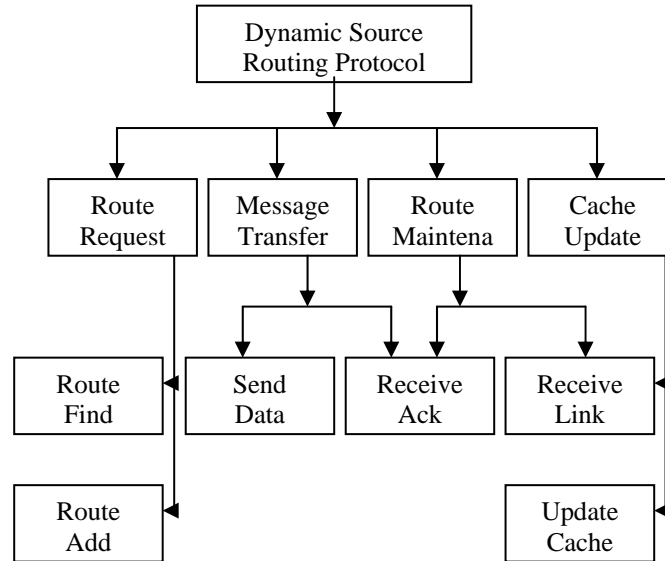 Dynamic Source
Routing Protocol
Route
Request
Message
Transfer
Route
Maintena
Cache
Update
Route
Find
Send
Data
Receive
Ack
Receive
Link
Route
Add
Update
Cache